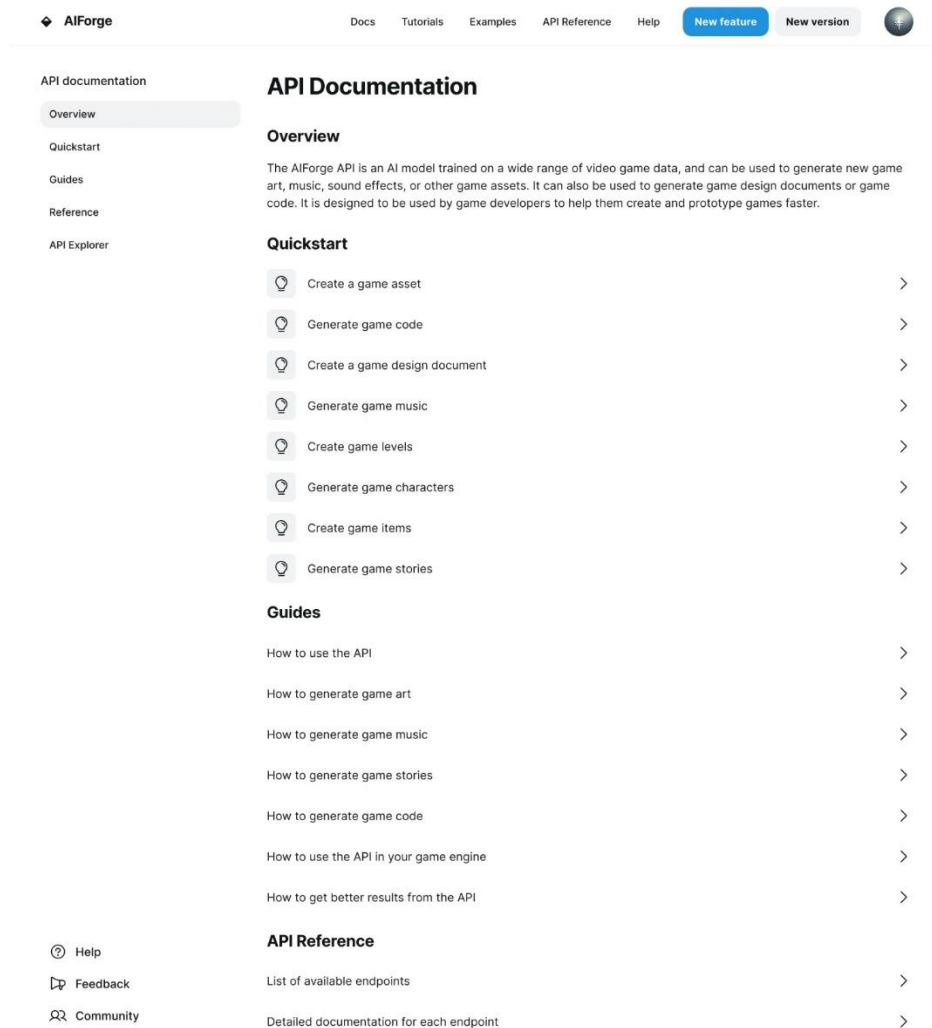 AIForge
Docs
Tutorials
Examples
API Reference
Help
New feature
New version
API documentation
Overview
Quickstart
Guides
Reference
API Explorer
Help
Feedback
Community
API Documentation
Overview
The AIForge API is an AI model trained on a wide range of video game data, and can be used to generate new game
art, music, sound effects, or other game assets. It can also be used to generate game design documents or game
code. It is designed to be used by game developers to help them create and prototype games faster.
Quickstart
Create a game asset
Generate game code
Create a game design document
Generate game music
Create game levels
Generate game characters
Create game items
Generate game stories
Guides
How to use the API
How to generate game art
How to generate game music
How to generate game stories
How to generate game code
How to use the API in your game engine
How to get better results from the API
API Reference
List of available endpoints
Detailed documentation for each endpoint